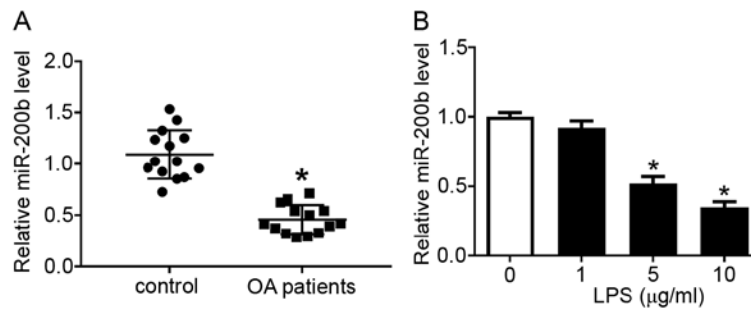 A
Relative miR-200b level
2.0
1.5
1.0
0.5
0.0
*
control OA patients
B
Relative miR-200b level
1.5
1.0
0.5
0.0
* *
0 1 5 10
LPS (μg/ml)